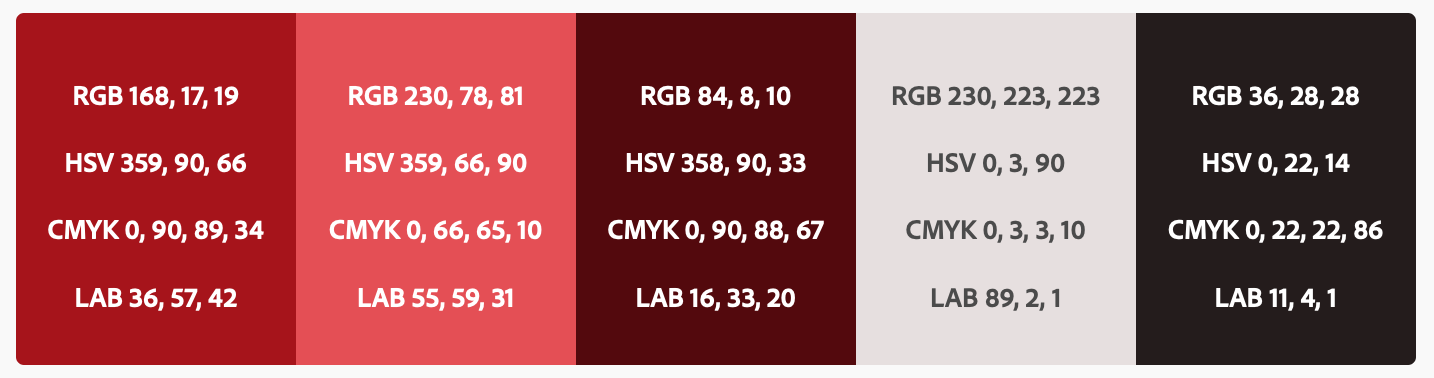 RGB 168, 17, 19
HSV 359, 90, 66
CMYK 0, 90, 89, 34
LAB 36, 57, 42
RGB 230, 78, 81
HSV 359, 66, 90
CMYK 0, 66, 65, 10
LAB 55, 59, 31
RGB 84, 8, 10
HSV 358, 90, 33
CMYK 0, 90, 88, 67
LAB 16, 33, 20
RGB 230, 223, 223
HSV 0, 3, 90
CMYK 0, 3, 3, 10
LAB 89, 2, 1
RGB 36, 28, 28
HSV 0, 22, 14
CMYK 0, 22, 22, 86
LAB 11, 4, 1